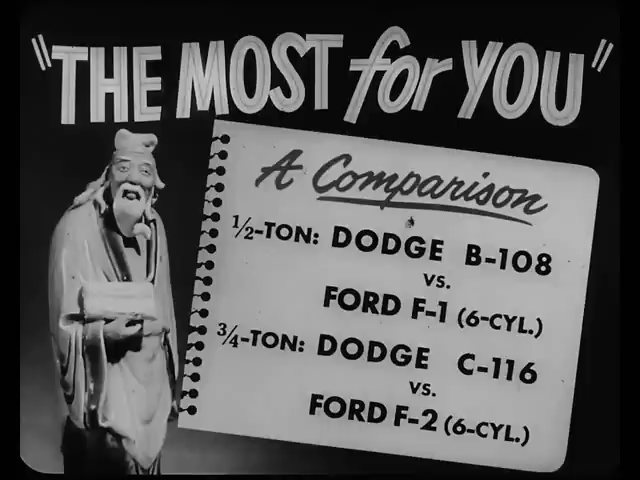 "THE MOST for YOU"
A Comparison
½-TON: DODGE B-108
VS.
FORD F-1 (6-CYL.)
¾-TON: DODGE C-116
VS.
FORD F-2 (6-CYL.)